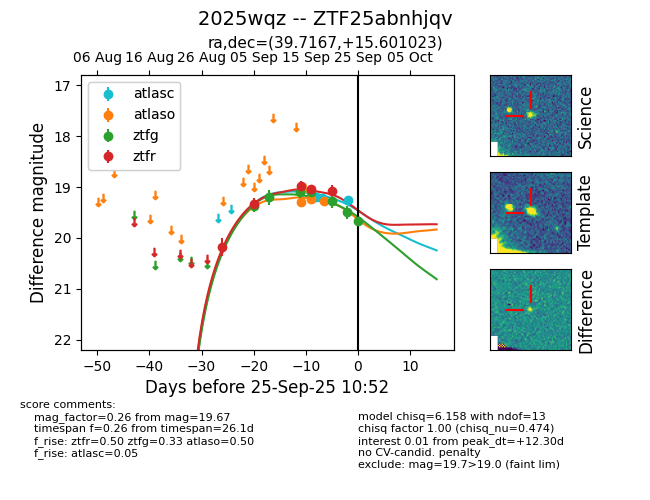 2025wqz -- ZTF25abnhjqv
ra,dec=(39.7167,+15.601023)
06 Aug 16 Aug 26 Aug 05 Sep 15 Sep 25 Sep 05 Oct
17
18
19
20
21
22
Difference magnitude
atlasc
atlaso
ztfg
ztfr
−50 −40 −30 −20 −10 0 10
Days before 25-Sep-25 10:52
Science
Template
Difference
score comments:
mag_factor=0.26 from mag=19.67
timespan f=0.26 from timespan=26.1d
f_rise: ztfr=0.50 ztfg=0.33 atlaso=0.50
f_rise: atlasc=0.05
model chisq=6.158 with ndof=13
chisq factor 1.00 (chisq_nu=0.474)
interest 0.01 from peak_dt=+12.30d
no CV-candid. penalty
exclude: mag=19.7>19.0 (faint lim)